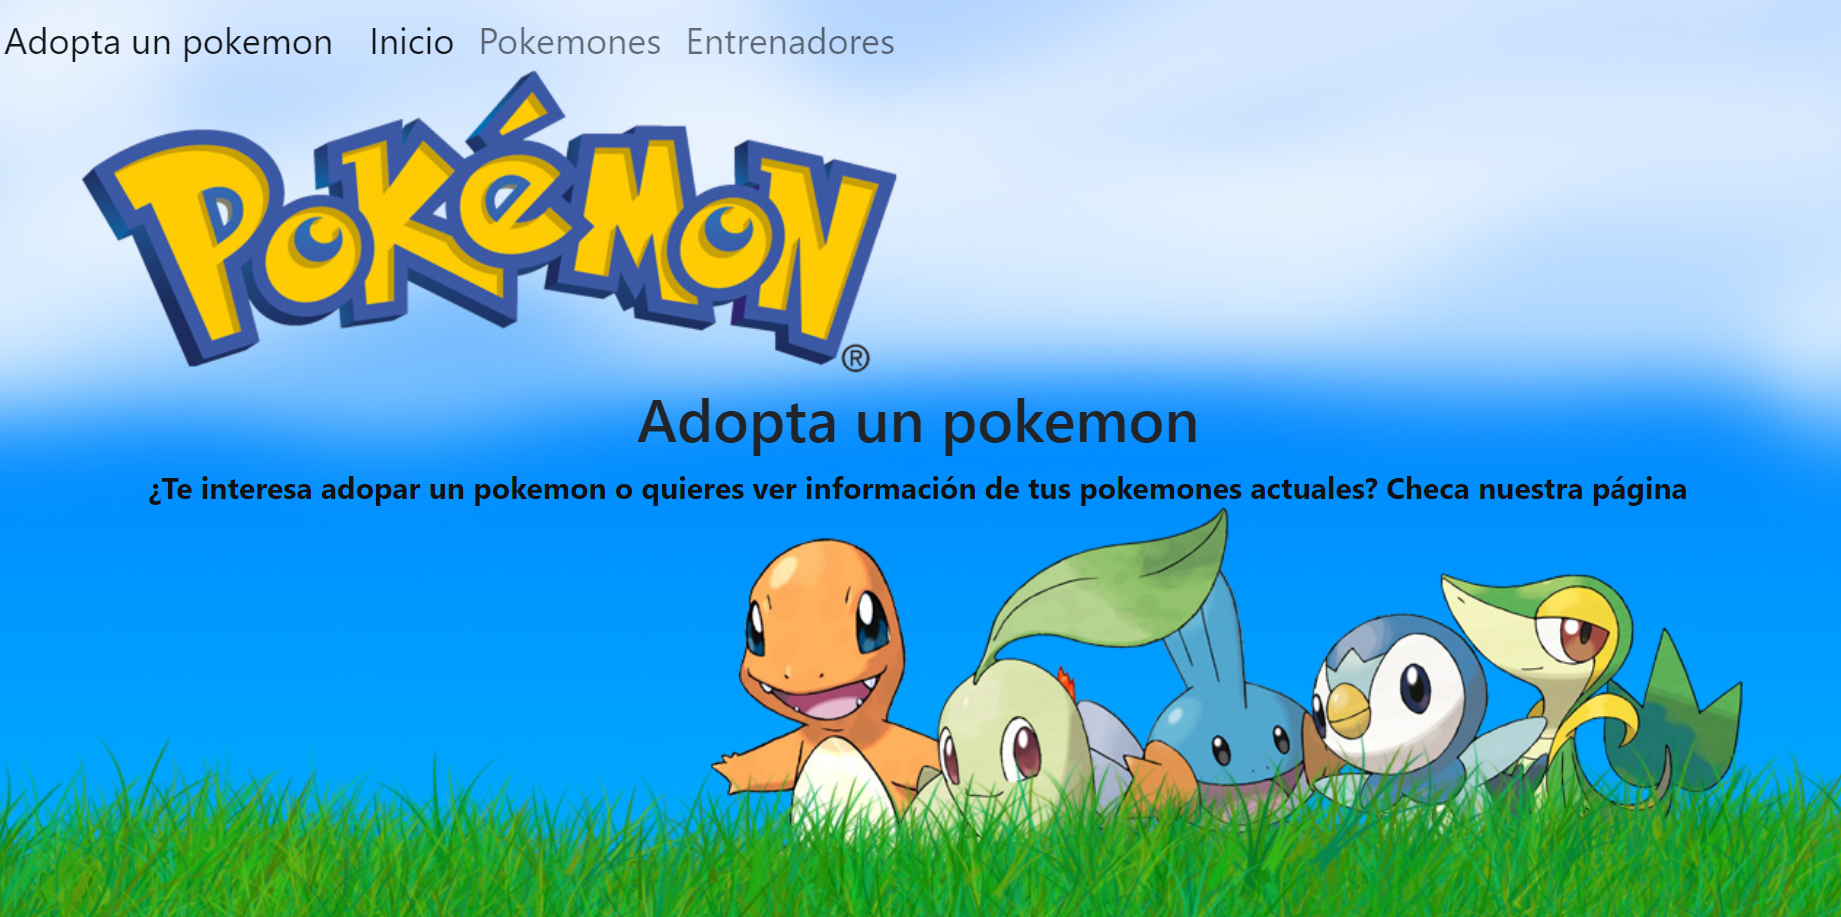 Adopta un pokemon Inicio Pokemones Entrenadores
POKéMON
®
Adopta un pokemon
¿Te interesa adopar un pokemon o quieres ver información de tus pokemones actuales? Checa nuestra página